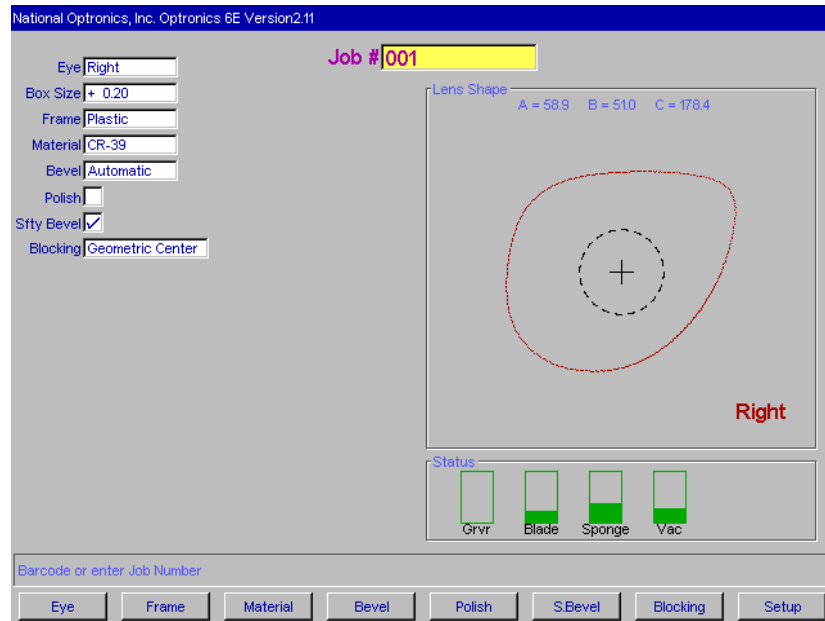 National Optronics, Inc. Optronics 6E Version2.11
Job # 001
Eye Right
Box Size + 0.20
Frame Plastic
Material CR-39
Bevel Automatic
Polish
Sfty Bevel
Blocking Geometric Center
Lens Shape
A = 58.9 B = 51.0 C = 178.4
Right
Status
Grvr Blade Sponge Vac
Barcode or enter Job Number
Eye Frame Material Bevel Polish S.Bevel Blocking Setup